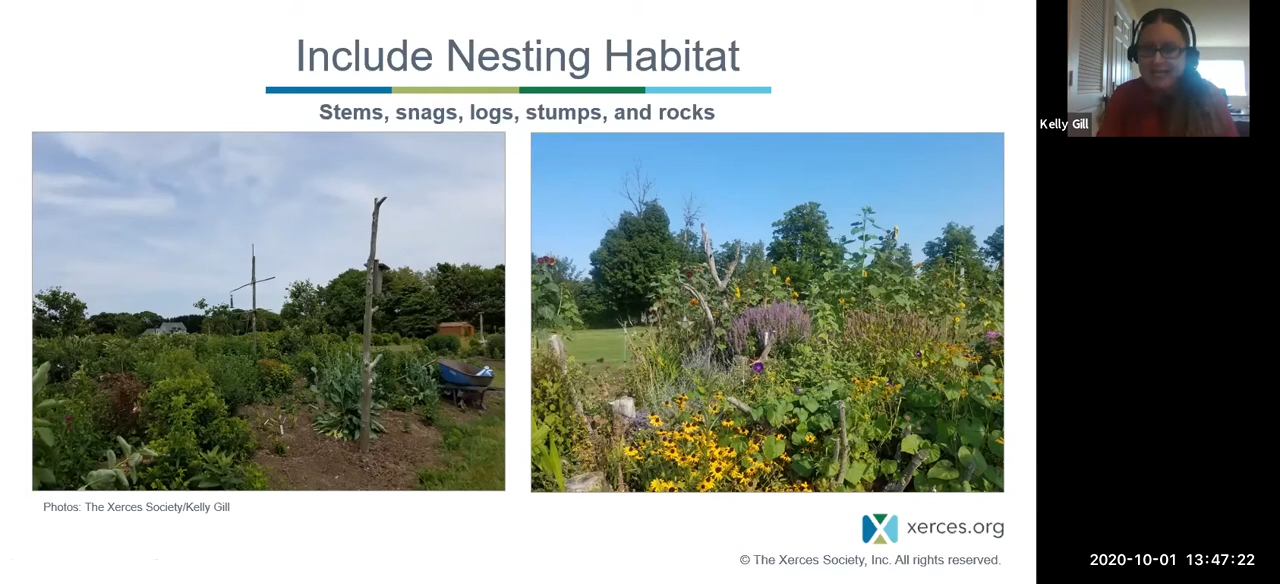 Include Nesting Habitat
Stems, snags, logs, stumps, and rocks
Kelly Gill
Photos: The Xerces Society/Kelly Gill
xerces.org
© The Xerces Society, Inc. All rights reserved.
2020-10-01 13:47:22